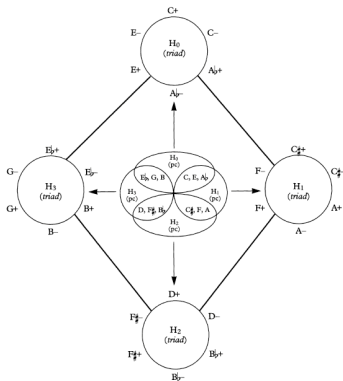 C+
E– C–
H₀
(triad)
E+ A♭+
A♭–
E♭+ C♯+
G– E♭– F– C♯–
H₃
(triad)
G+ B+
B–
H₀
(pc)
E♭, G, B C, E, A♭
H₃
(pc)
H₁
(pc)
D, F♯, B♭ C♯, F, A
H₂
(pc)
H₁
(triad)
F+ A+
A–
D+
F♯– D–
H₂
(triad)
F♯+ B♭+
B♭–